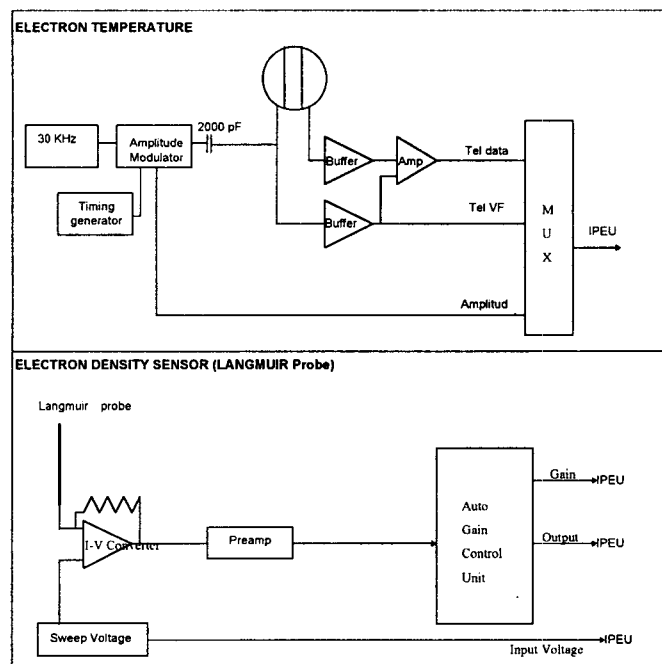 ELECTRON TEMPERATURE
2000 pF
30 KHz
Amplitude
Modulator
Timing
generator
Buffer
Amp
Tel data
Buffer
Tel VF
Amplitud
M
U
X
IPEU
ELECTRON DENSITY SENSOR (LANGMUIR Probe)
Langmuir probe
I-V Converter
Preamp
Auto
Gain
Control
Unit
Gain
IPEU
Output
IPEU
Sweep Voltage
Input Voltage
IPEU